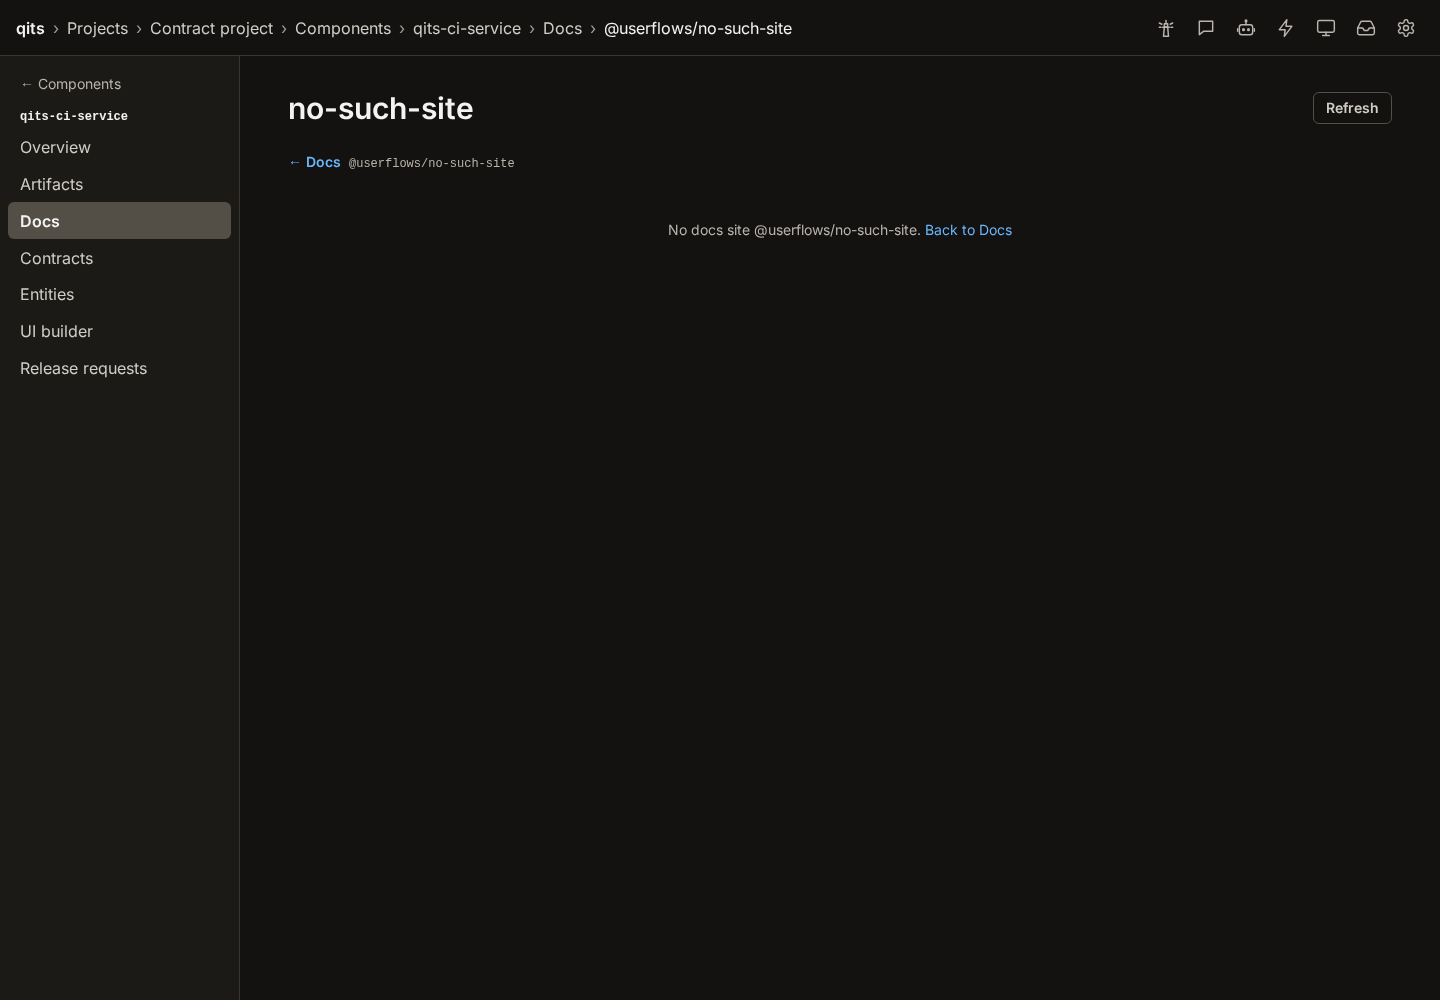 qits › Projects › Contract project › Components › qits-ci-service › Docs › @userflows/no-such-site
← Components
qits-ci-service
Overview
Artifacts
Docs
Contracts
Entities
UI builder
Release requests
no-such-site
Refresh
← Docs @userflows/no-such-site
No docs site @userflows/no-such-site. Back to Docs